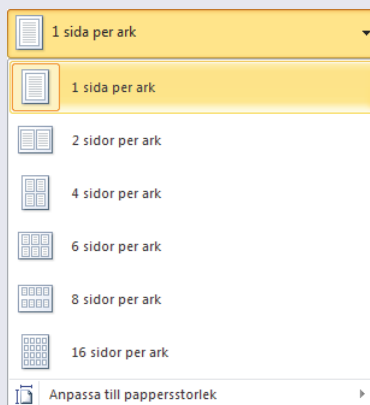 1 sida per ark
1 sida per ark
2 sidor per ark
4 sidor per ark
6 sidor per ark
8 sidor per ark
16 sidor per ark
Anpassa till pappersstorlek